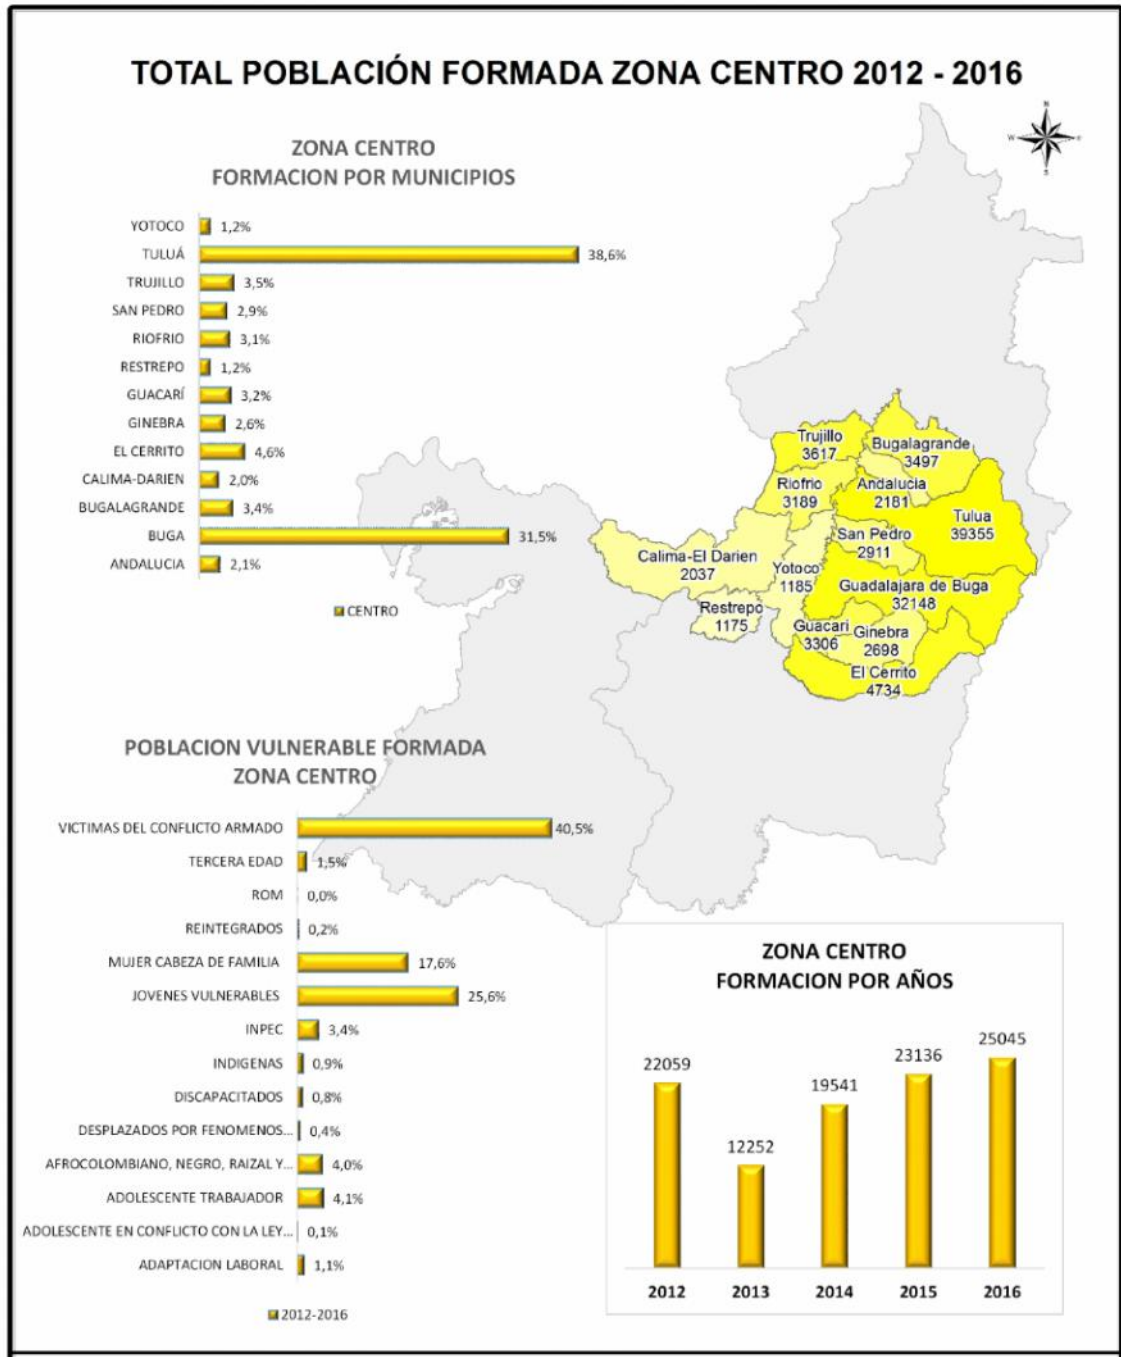 TOTAL POBLACIÓN FORMADA ZONA CENTRO 2012 - 2016
ZONA CENTRO
FORMACION POR MUNICIPIOS
YOTOCO 1,2%
TULUÁ 38,6%
TRUJILLO 3,5%
SAN PEDRO 2,9%
RIOFRIO 3,1%
RESTREPO 1,2%
GUACARÍ 3,2%
GINEBRA 2,6%
EL CERRITO 4,6%
CALIMA-DARIEN 2,0%
BUGALAGRANDE 3,4%
BUGA 31,5%
ANDALUCIA 2,1%
CENTRO
N
W E
S
Trujillo
3617
Bugalagrande
3497
Riofrio
3189
Andalucia
2181
Tulua
39355
San Pedro
2911
Calima-El Darien
2037
Yotoco
1185
Guadalajara de Buga
32148
Restrepo
1175
Guacari
3306
Ginebra
2698
El Cerrito
4734
POBLACION VULNERABLE FORMADA
ZONA CENTRO
VICTIMAS DEL CONFLICTO ARMADO 40,5%
TERCERA EDAD 1,5%
ROM 0,0%
REINTEGRADOS 0,2%
MUJER CABEZA DE FAMILIA 17,6%
JOVENES VULNERABLES 25,6%
INPEC 3,4%
INDIGENAS 0,9%
DISCAPACITADOS 0,8%
DESPLAZADOS POR FENOMENOS... 0,4%
AFROCOLOMBIANO, NEGRO, RAIZAL Y... 4,0%
ADOLESCENTE TRABAJADOR 4,1%
ADOLESCENTE EN CONFLICTO CON LA LEY... 0,1%
ADAPTACION LABORAL 1,1%
2012-2016
ZONA CENTRO
FORMACION POR AÑOS
22059 12252 19541 23136 25045
2012 2013 2014 2015 2016